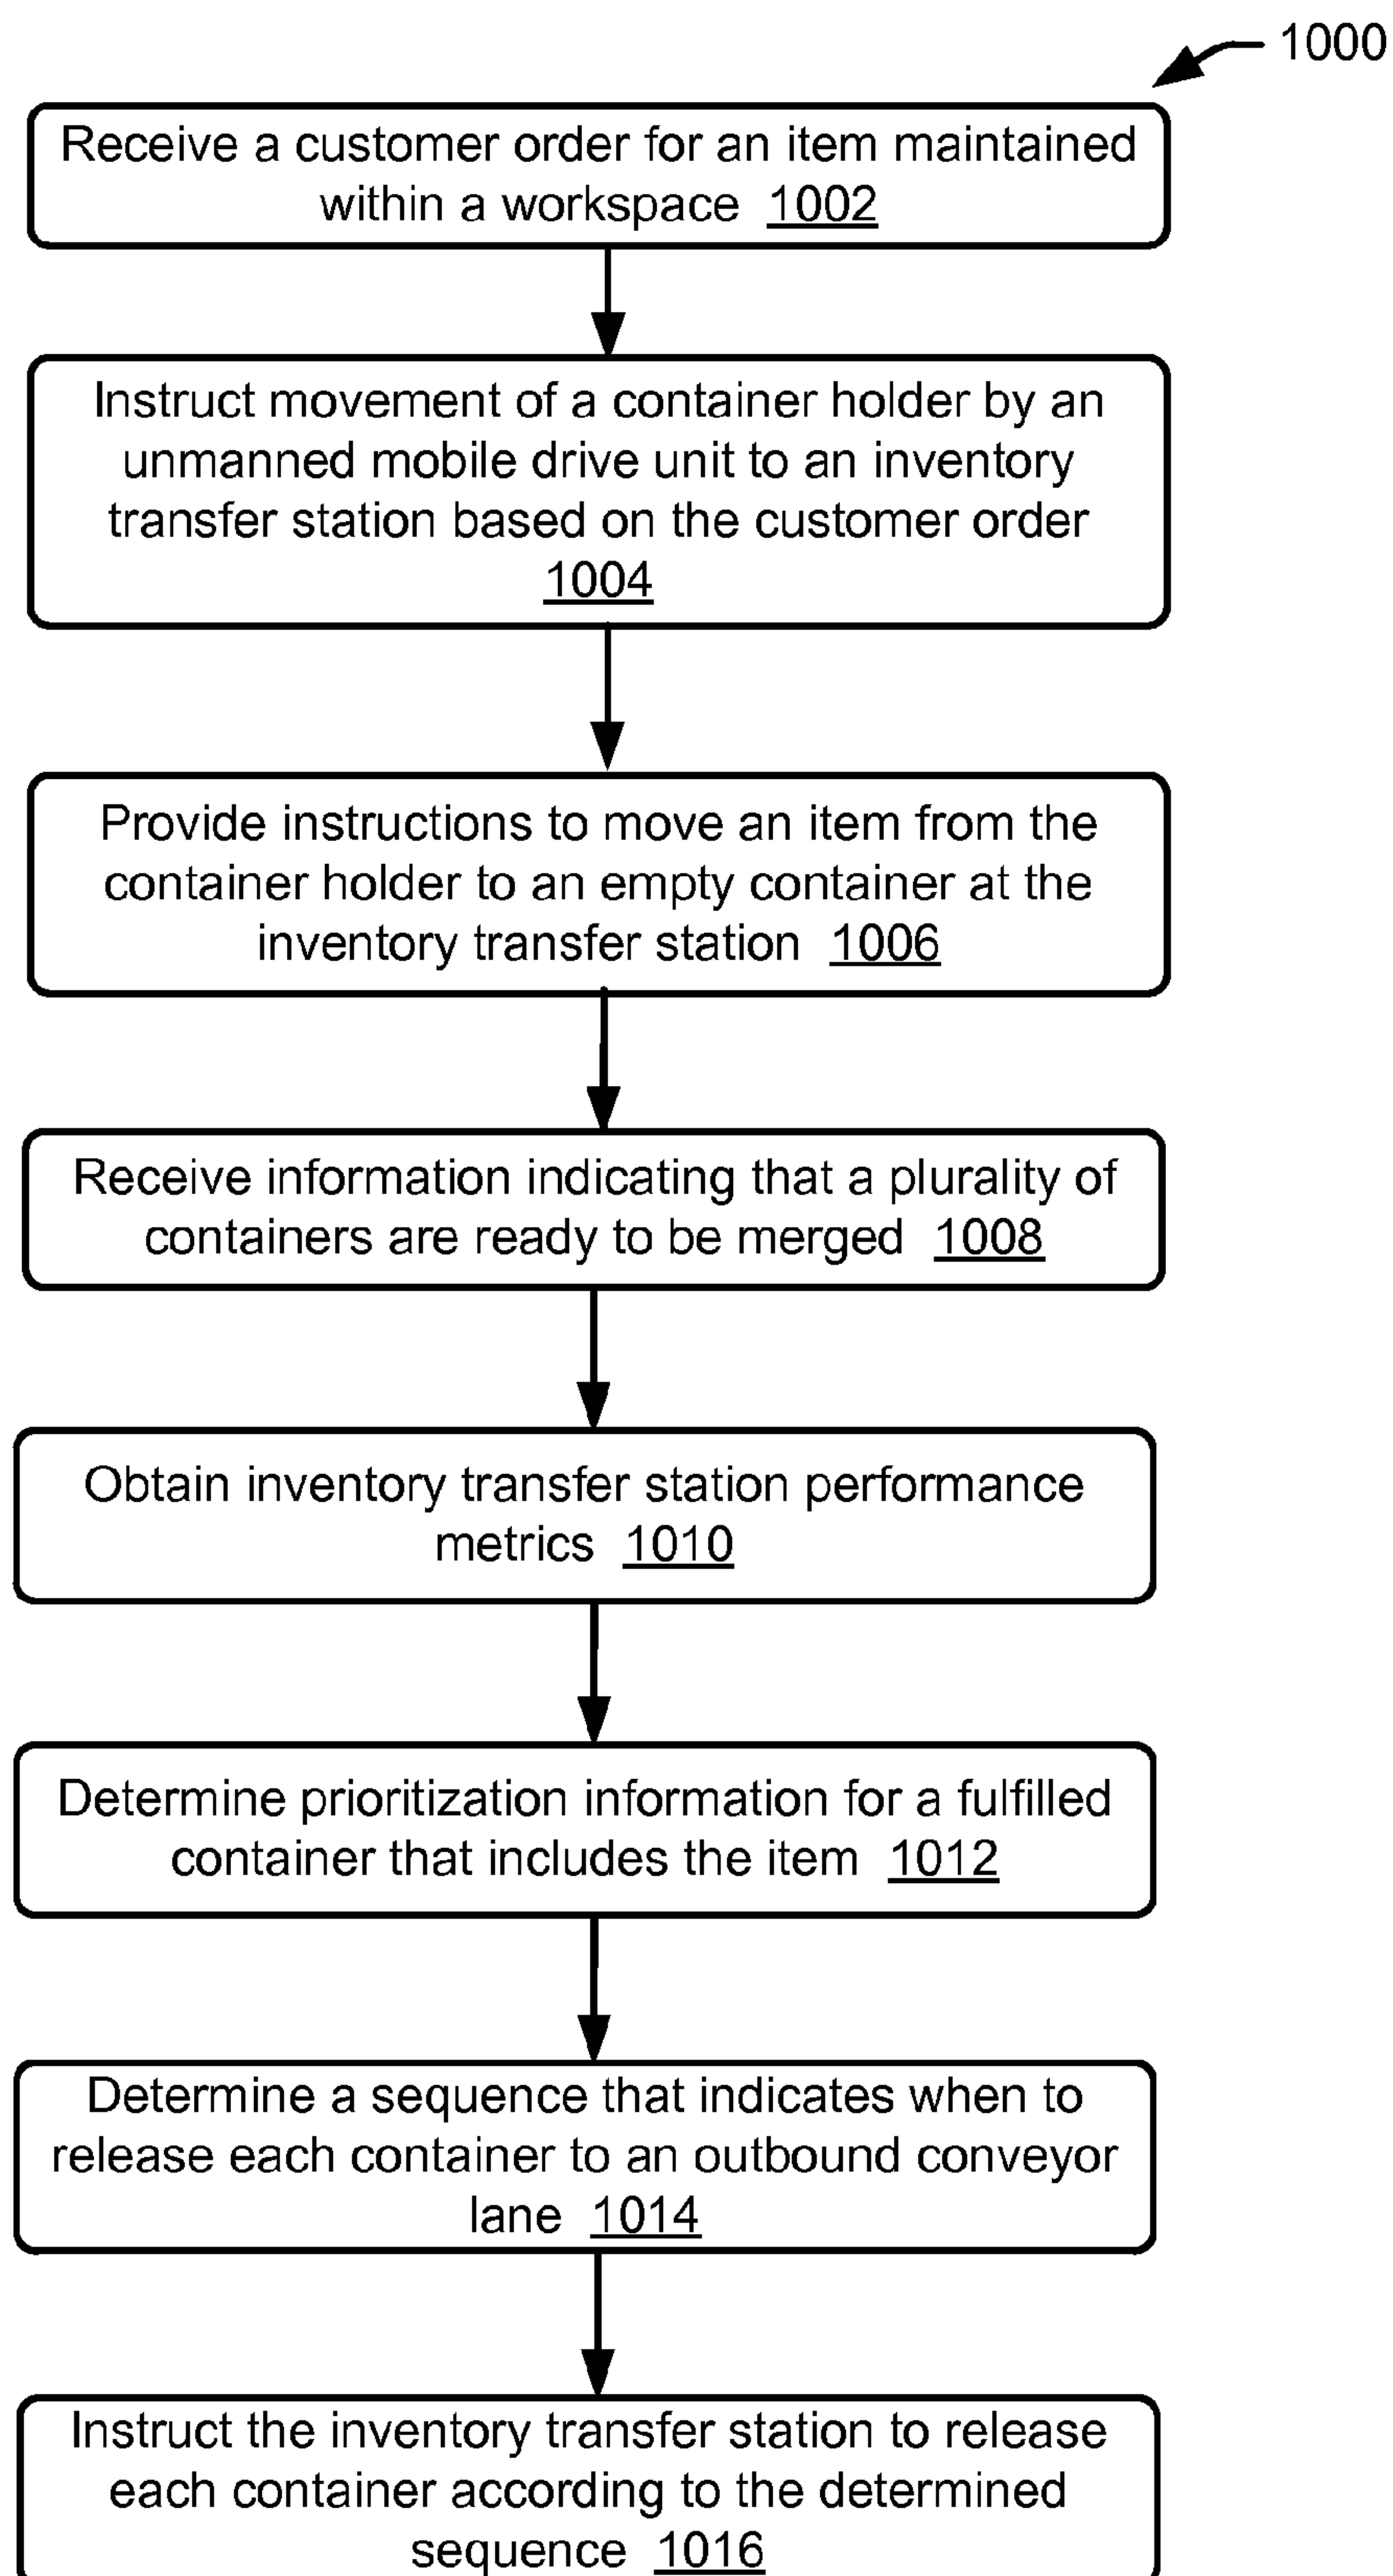 1000
Receive a customer order for an item maintained
within a workspace 1002
Instruct movement of a container holder by an
unmanned mobile drive unit to an inventory
transfer station based on the customer order
1004
Provide instructions to move an item from the
container holder to an empty container at the
inventory transfer station 1006
Receive information indicating that a plurality of
containers are ready to be merged 1008
Obtain inventory transfer station performance
metrics 1010
Determine prioritization information for a fulfilled
container that includes the item 1012
Determine a sequence that indicates when to
release each container to an outbound conveyor
lane 1014
Instruct the inventory transfer station to release
each container according to the determined
sequence 1016